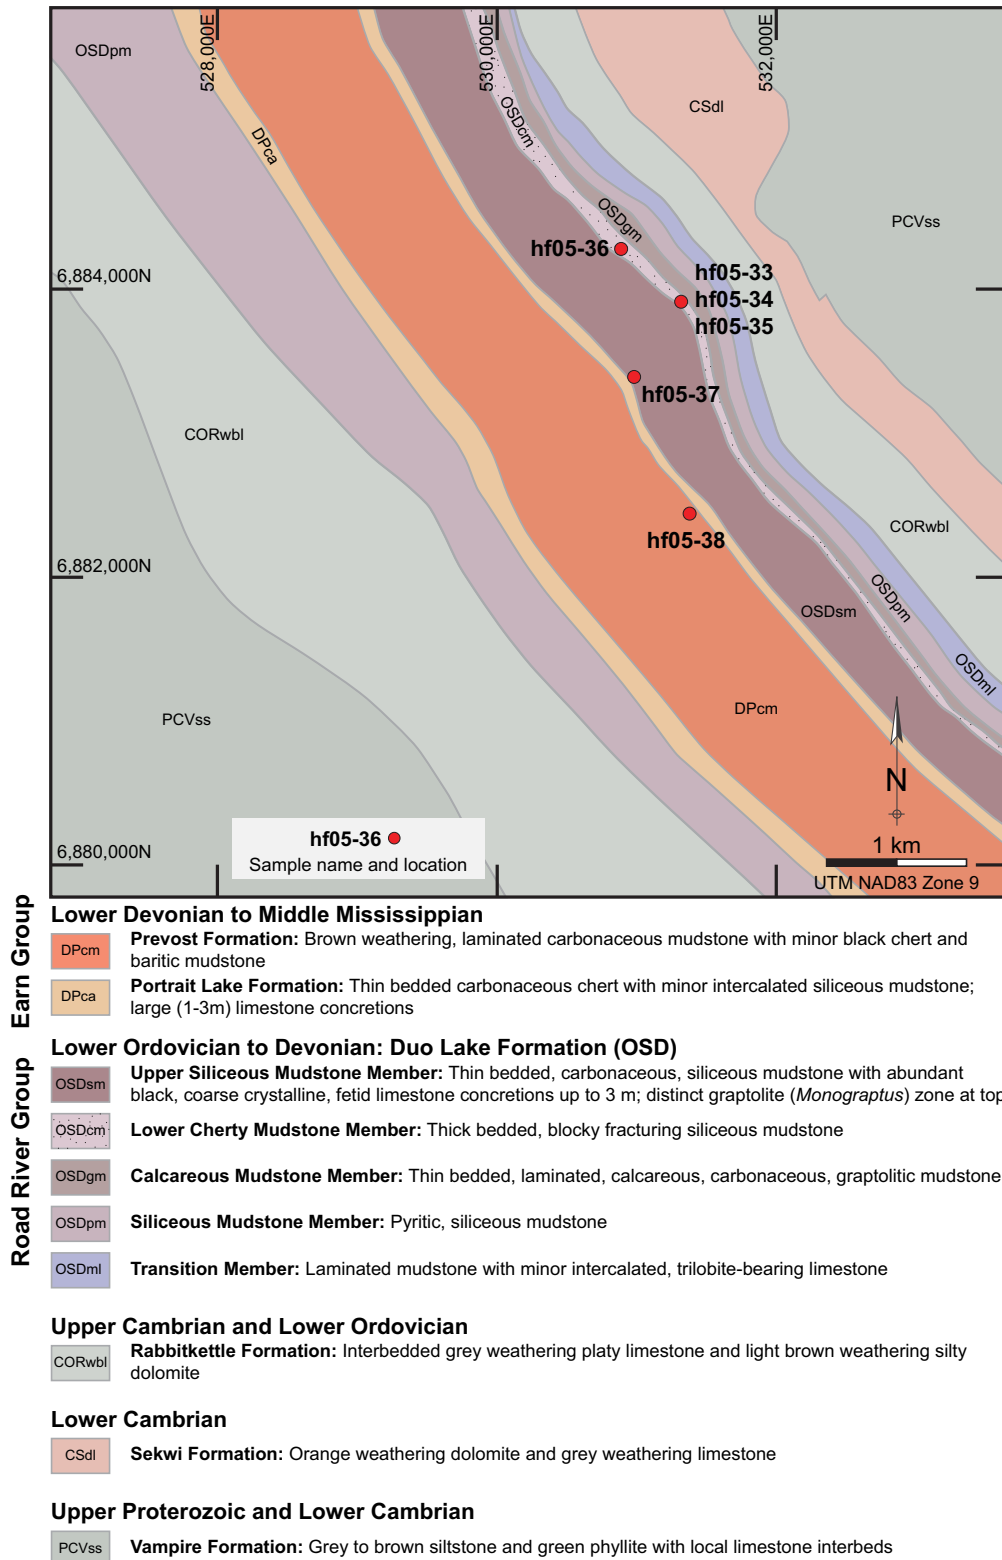 OSDpm
528,000E
530,000E
532,000E
OSDcm
CSdl
DPca
OSDgm
PCVss
hf05-36
hf05-33
6,884,000N
hf05-34
hf05-35
hf05-37
CORwbl
CORwbl
hf05-38
6,882,000N
OSDpm
OSDsm
OSDml
DPcm
PCVss
N
hf05-36
Sample name and location
6,880,000N
1 km
UTM NAD83 Zone 9
Earn Group
Lower Devonian to Middle Mississippian
DPcm
Prevost Formation: Brown weathering, laminated carbonaceous mudstone with minor black chert and
baritic mudstone
DPca
Portrait Lake Formation: Thin bedded carbonaceous chert with minor intercalated siliceous mudstone;
large (1-3m) limestone concretions
Road River Group
Lower Ordovician to Devonian: Duo Lake Formation (OSD)
OSDsm
Upper Siliceous Mudstone Member: Thin bedded, carbonaceous, siliceous mudstone with abundant
black, coarse crystalline, fetid limestone concretions up to 3 m; distinct graptolite (Monograptus) zone at top
OSDcm
Lower Cherty Mudstone Member: Thick bedded, blocky fracturing siliceous mudstone
OSDgm
Calcareous Mudstone Member: Thin bedded, laminated, calcareous, carbonaceous, graptolitic mudstone
OSDpm
Siliceous Mudstone Member: Pyritic, siliceous mudstone
OSDml
Transition Member: Laminated mudstone with minor intercalated, trilobite-bearing limestone
Upper Cambrian and Lower Ordovician
CORwbl
Rabbitkettle Formation: Interbedded grey weathering platy limestone and light brown weathering silty
dolomite
Lower Cambrian
CSdl
Sekwi Formation: Orange weathering dolomite and grey weathering limestone
Upper Proterozoic and Lower Cambrian
PCVss
Vampire Formation: Grey to brown siltstone and green phyllite with local limestone interbeds